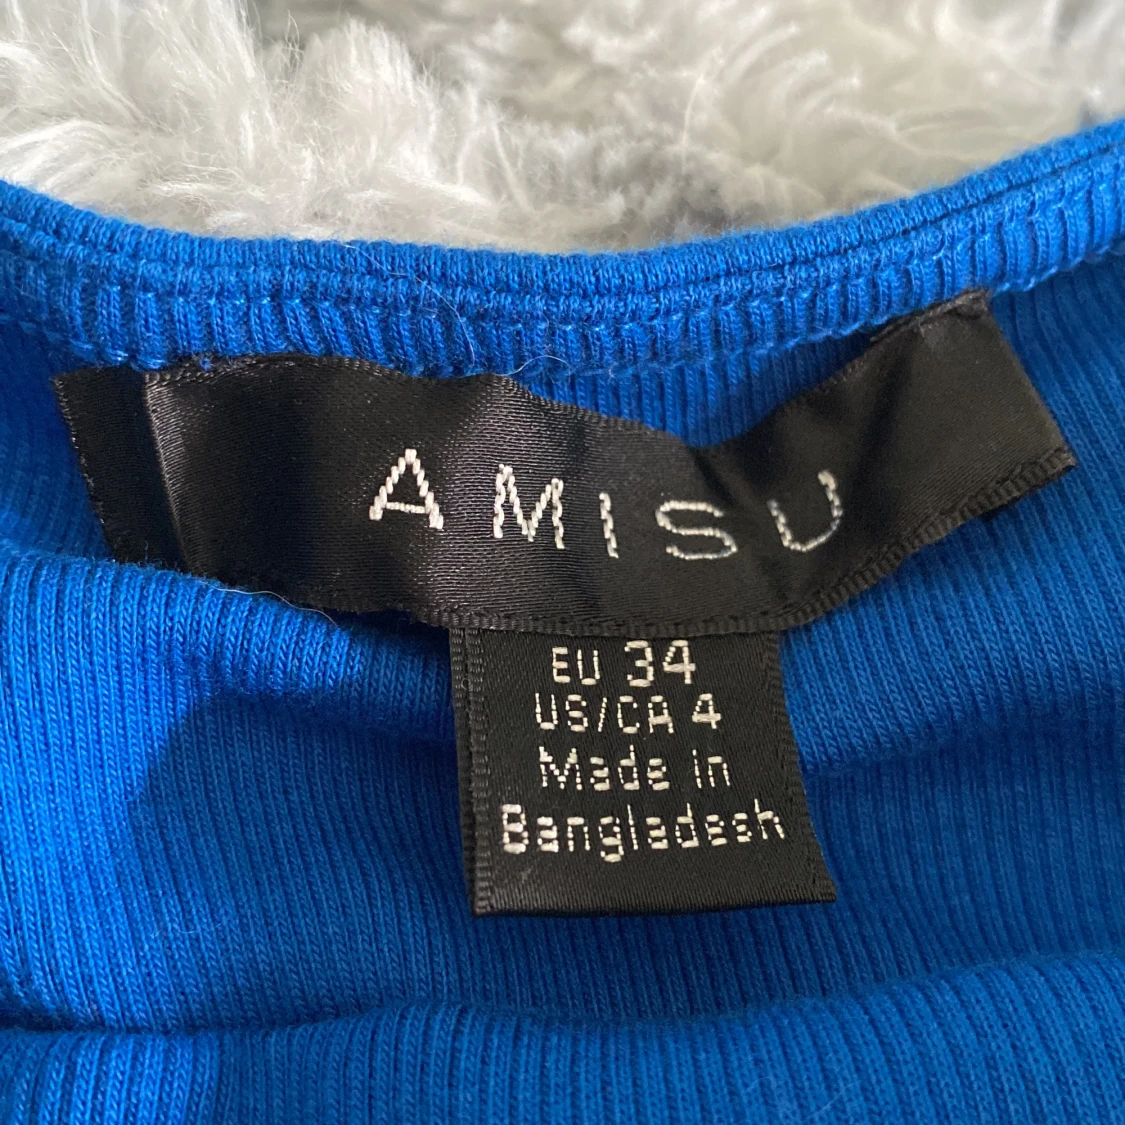 AMISU
EU 34
US/CA 4
Made in
Bangladesh